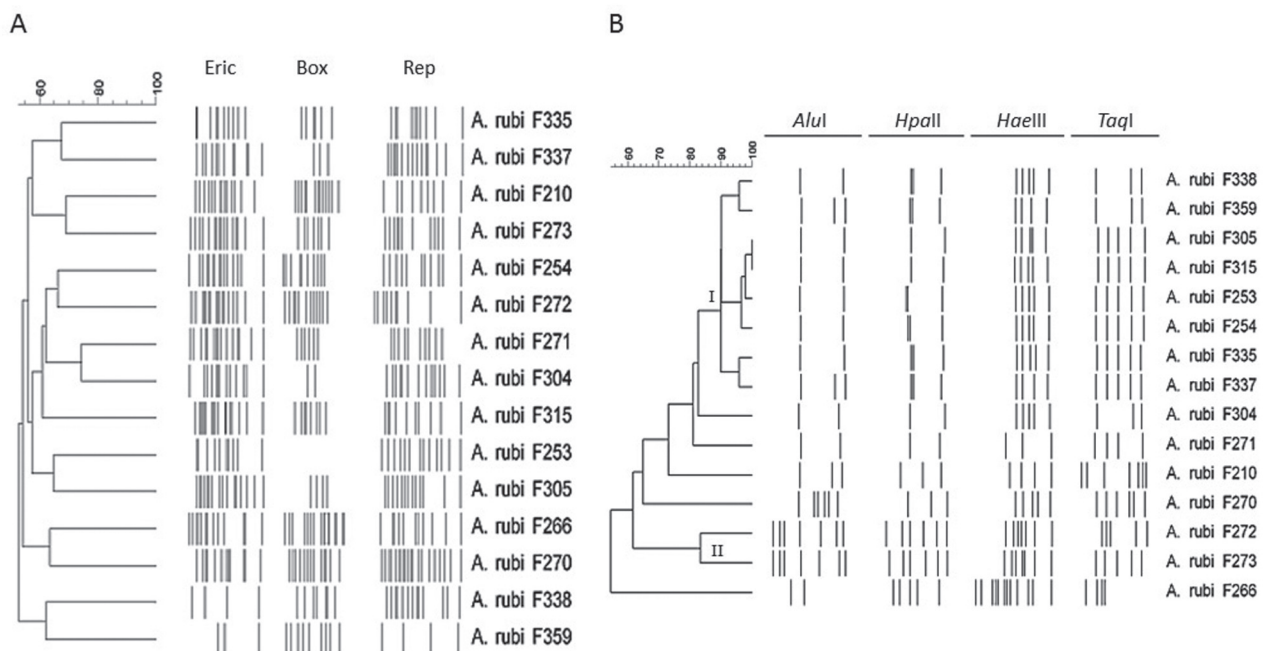 A
Eric Box Rep
60 80 100
A. rubi F335
A. rubi F337
A. rubi F210
A. rubi F273
A. rubi F254
A. rubi F272
A. rubi F271
A. rubi F304
A. rubi F315
A. rubi F253
A. rubi F305
A. rubi F266
A. rubi F270
A. rubi F338
A. rubi F359
B
AluI HpaII HaeIII TaqI
60 70 80 90 100
A. rubi F338
A. rubi F359
A. rubi F305
A. rubi F315
I
A. rubi F253
A. rubi F254
A. rubi F335
A. rubi F337
A. rubi F304
A. rubi F271
A. rubi F210
A. rubi F270
A. rubi F272
II
A. rubi F273
A. rubi F266